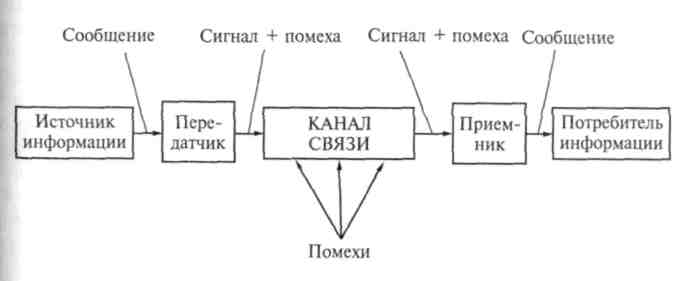 Сообщение
Сигнал + помеха
Сигнал + помеха
Сообщение
Источник
информации
Пере-
датчик
КАНАЛ
СВЯЗИ
Прием-
ник
Потребитель
информации
Помехи